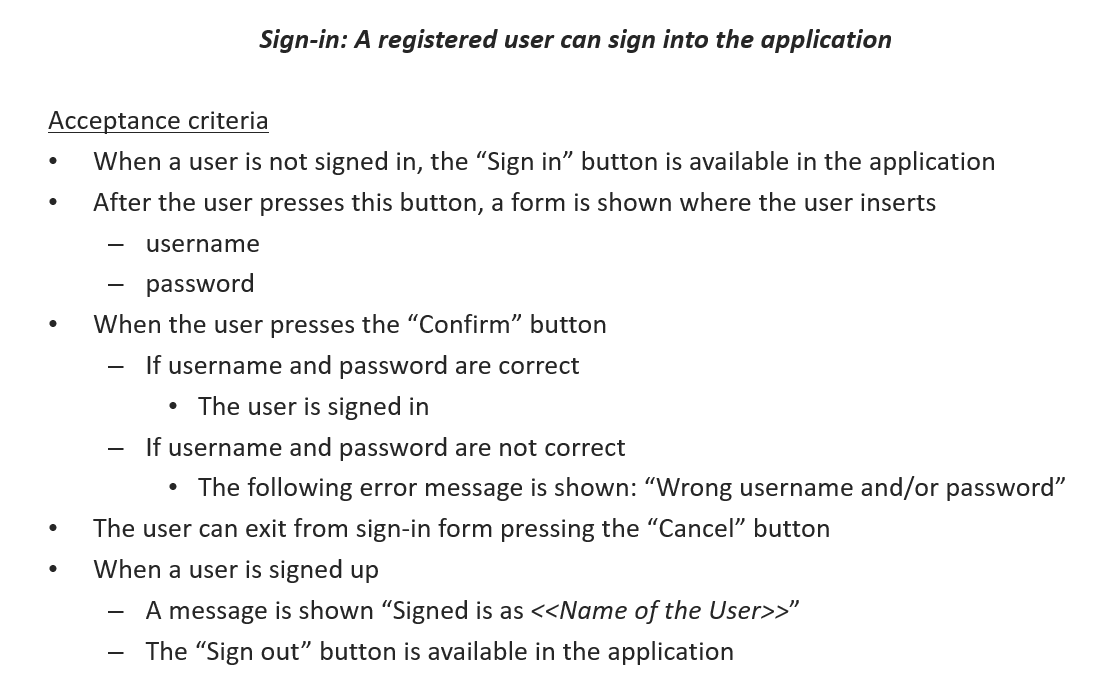 Sign-in: A registered user can sign into the application
Acceptance criteria
• When a user is not signed in, the “Sign in” button is available in the application
• After the user presses this button, a form is shown where the user inserts
– username
– password
• When the user presses the “Confirm” button
– If username and password are correct
• The user is signed in
– If username and password are not correct
• The following error message is shown: “Wrong username and/or password”
• The user can exit from sign-in form pressing the “Cancel” button
• When a user is signed up
– A message is shown “Signed is as <<Name of the User>>”
– The “Sign out” button is available in the application